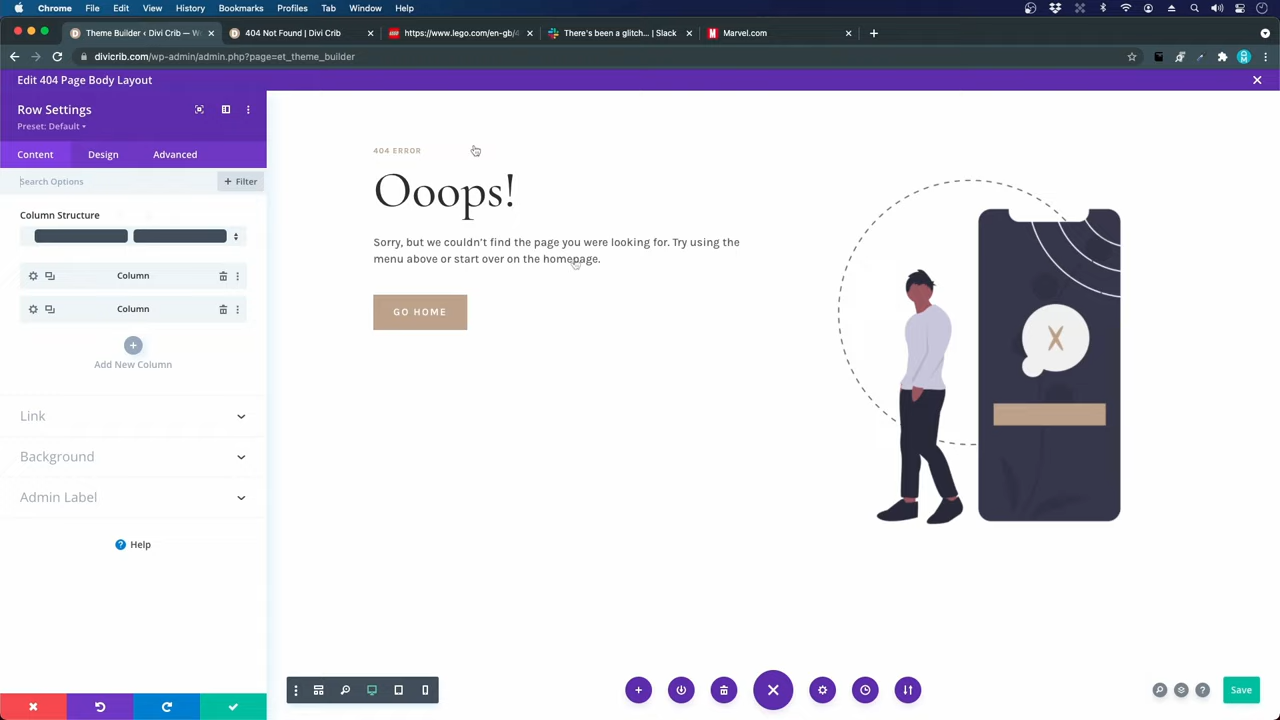 Chrome File Edit View History Bookmarks Profiles Tab Window Help
Theme Builder ‹ Divi Crib — W
404 Not Found | Divi Crib
https://www.lego.com/en-gb/4
There's been a glitch... | Slack
Marvel.com
divicrib.com/wp-admin/admin.php?page=et_theme_builder
Edit 404 Page Body Layout
Row Settings
Preset: Default
Content Design Advanced
Search Options
+ Filter
Column Structure
Column
Column
Add New Column
Link
Background
Admin Label
? Help
404 ERROR
Ooops!
Sorry, but we couldn't find the page you were looking for. Try using the
menu above or start over on the homepage.
GO HOME
X
Save